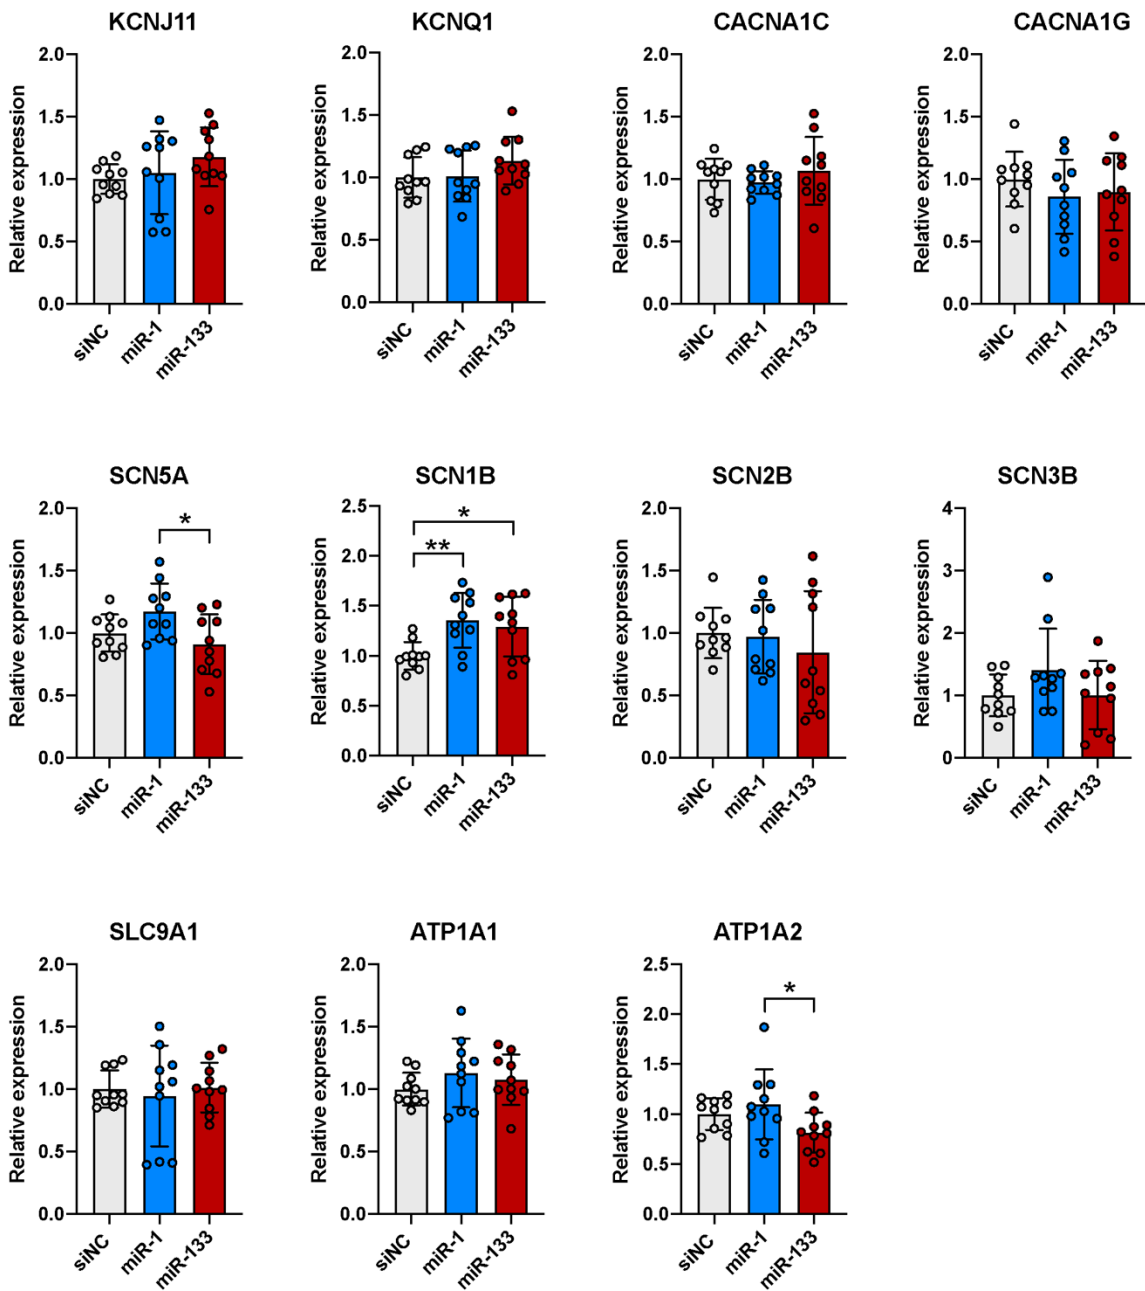 KCNJ11
KCNQ1
CACNA1C
CACNA1G
Relative expression
2.0
1.5
1.0
0.5
0.0
siNC
miR-1
miR-133
Relative expression
2.0
1.5
1.0
0.5
0.0
siNC
miR-1
miR-133
Relative expression
2.0
1.5
1.0
0.5
0.0
siNC
miR-1
miR-133
Relative expression
2.0
1.5
1.0
0.5
0.0
siNC
miR-1
miR-133
SCN5A
SCN1B
SCN2B
SCN3B
Relative expression
2.0
1.5
1.0
0.5
0.0
*
siNC
miR-1
miR-133
Relative expression
2.5
2.0
1.5
1.0
0.5
0.0
*
**
siNC
miR-1
miR-133
Relative expression
2.0
1.5
1.0
0.5
0.0
siNC
miR-1
miR-133
Relative expression
4
3
2
1
0
siNC
miR-1
miR-133
SLC9A1
ATP1A1
ATP1A2
Relative expression
2.0
1.5
1.0
0.5
0.0
siNC
miR-1
miR-133
Relative expression
2.0
1.5
1.0
0.5
0.0
siNC
miR-1
miR-133
Relative expression
2.5
2.0
1.5
1.0
0.5
0.0
*
siNC
miR-1
miR-133